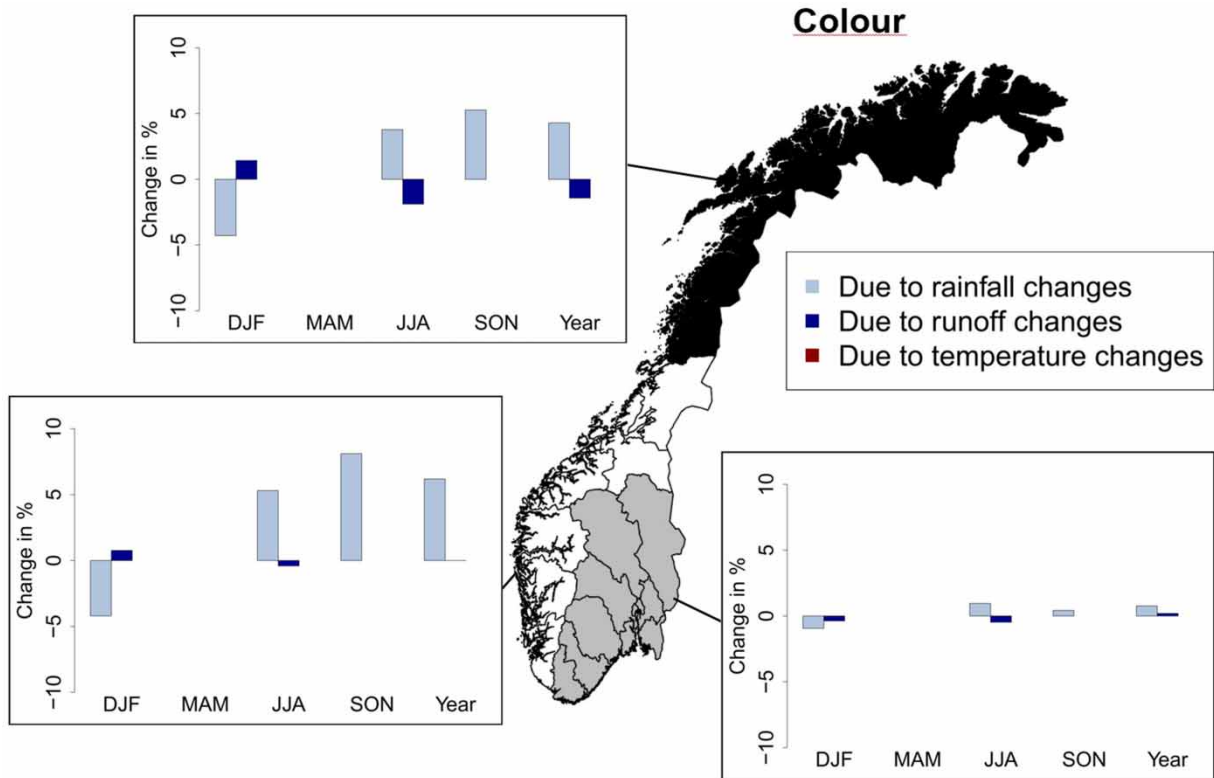 Colour
10
5
0
−5
−10
Change in %
DJF MAM JJA SON Year
Due to rainfall changes
Due to runoff changes
Due to temperature changes
10
5
0
−5
−10
Change in %
DJF MAM JJA SON Year
10
5
0
−5
−10
Change in %
DJF MAM JJA SON Year